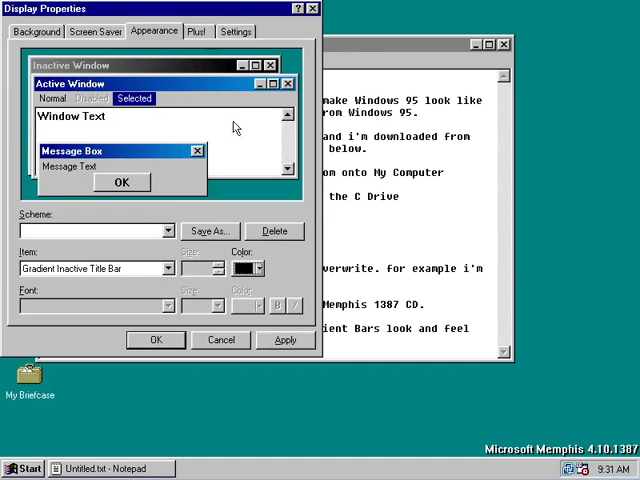 Display Properties
Background
Screen Saver
Appearance
Plus!
Settings
Inactive Window
Active Window
Normal
Disabled
Selected
Window Text
Message Box
Message Text
OK
Scheme:
Save As...
Delete
Item:
Size:
Color:
Gradient Inactive Title Bar
Font:
Size:
Color:
B
/
OK
Cancel
Apply
make Windows 95 look like
rom Windows 95.
and i'm downloaded from
below.
om onto My Computer
the C Drive
verwrite. for example i'm
Memphis 1387 CD.
ient Bars look and feel
My Briefcase
Microsoft Memphis 4.10.1387
Start
Untitled.txt - Notepad
9:31 AM